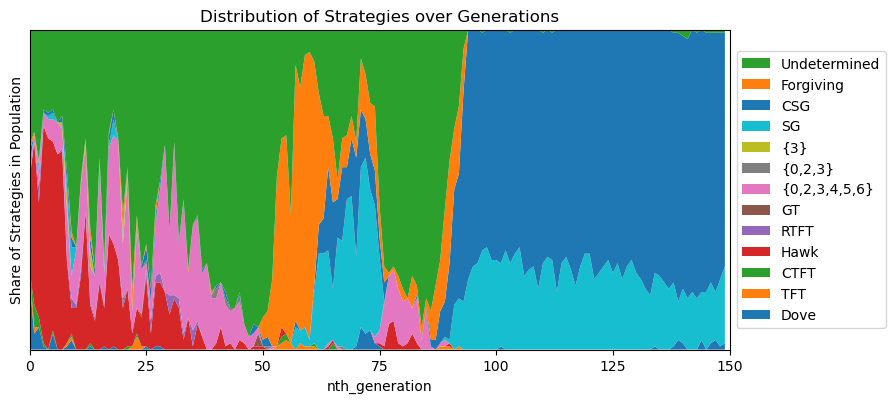 Distribution of Strategies over Generations
Share of Strategies in Population
0
25
50
75
100
125
150
nth_generation
Undetermined
Forgiving
CSG
SG
{3}
{0,2,3}
{0,2,3,4,5,6}
GT
RTFT
Hawk
CTFT
TFT
Dove